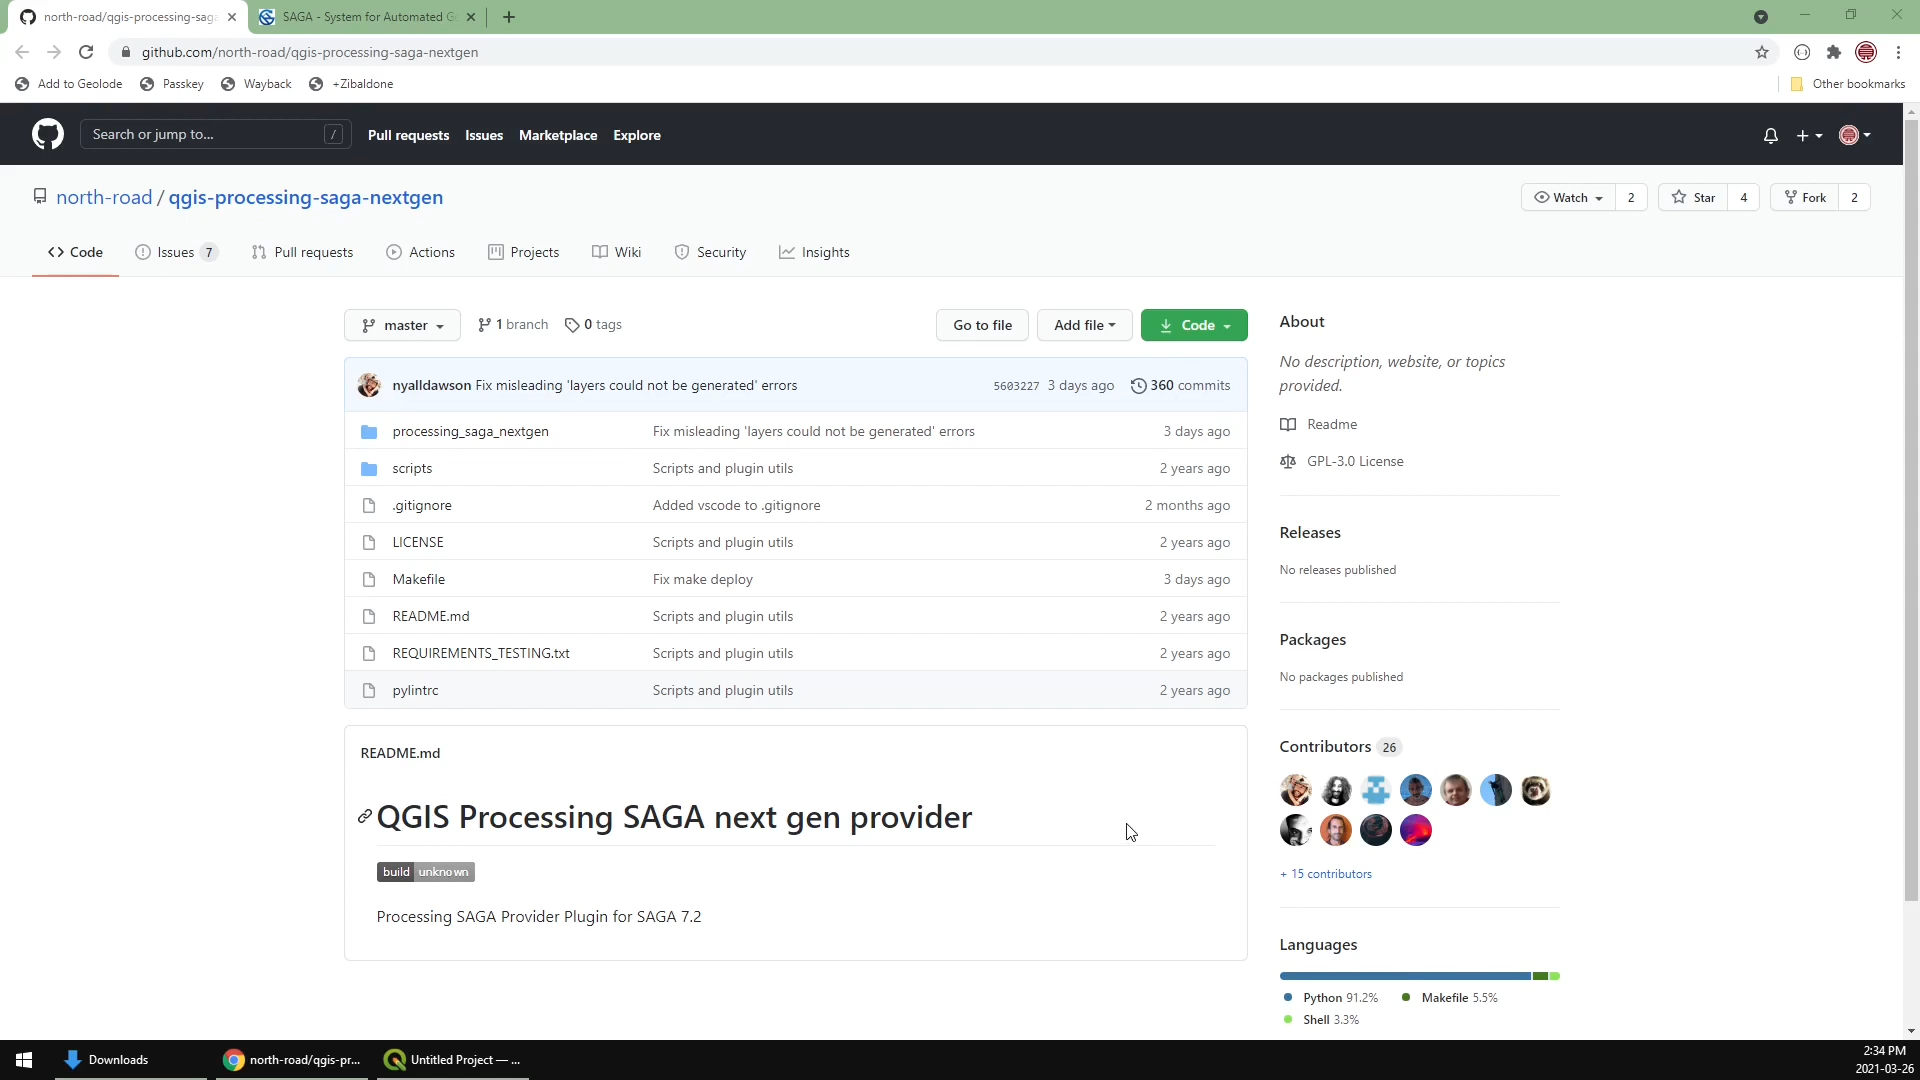 north-road/qgis-processing-saga
SAGA - System for Automated G
github.com/north-road/qgis-processing-saga-nextgen
Add to Geolode Passkey Wayback +Zibaldone Other bookmarks
Search or jump to... / Pull requests Issues Marketplace Explore
north-road / qgis-processing-saga-nextgen
Watch 2 Star 4 Fork 2
Code Issues 7 Pull requests Actions Projects Wiki Security Insights
master 1 branch 0 tags Go to file Add file Code
nyalldawson Fix misleading 'layers could not be generated' errors 5603227 3 days ago 360 commits
processing_saga_nextgen Fix misleading 'layers could not be generated' errors 3 days ago
scripts Scripts and plugin utils 2 years ago
.gitignore Added vscode to .gitignore 2 months ago
LICENSE Scripts and plugin utils 2 years ago
Makefile Fix make deploy 3 days ago
README.md Scripts and plugin utils 2 years ago
REQUIREMENTS_TESTING.txt Scripts and plugin utils 2 years ago
pylintrc Scripts and plugin utils 2 years ago
README.md
QGIS Processing SAGA next gen provider
build unknown
Processing SAGA Provider Plugin for SAGA 7.2
About
No description, website, or topics
provided.
Readme
GPL-3.0 License
Releases
No releases published
Packages
No packages published
Contributors 26
+ 15 contributors
Languages
Python 91.2% Makefile 5.5%
Shell 3.3%
Downloads north-road/qgis-pr... Untitled Project — ...
2:34 PM
2021-03-26